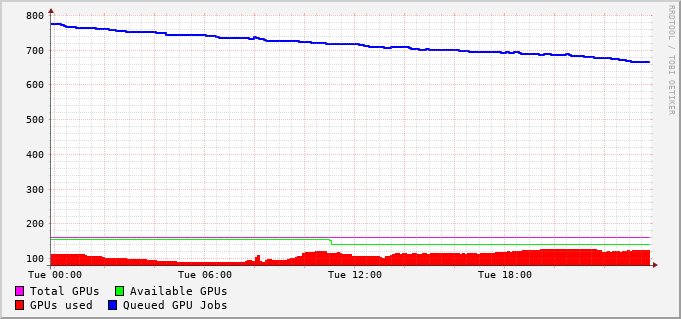 800
700
600
500
400
300
200
100
Tue 00:00 Tue 06:00 Tue 12:00 Tue 18:00
Total GPUs Available GPUs
GPUs used Queued GPU Jobs
RRDTOOL / TOBI OETIKER